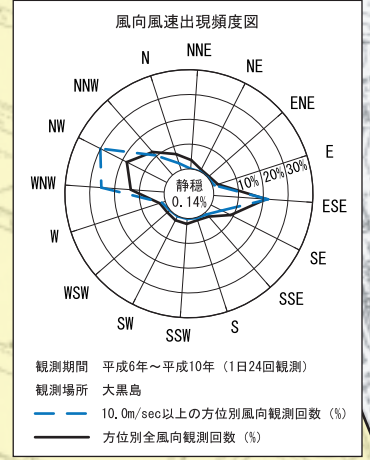 風向風速出現頻度図
N
NNE
NE
ENE
E
ESE
SE
SSE
S
SSW
SW
WSW
W
WNW
NW
NNW
静穏
0.14%
10%
20%
30%
観測期間 平成6年～平成10年（1日24回観測）
観測場所 大黒島
10.0m/sec以上の方位別風向観測回数（%）
方位別全風向観測回数（%）